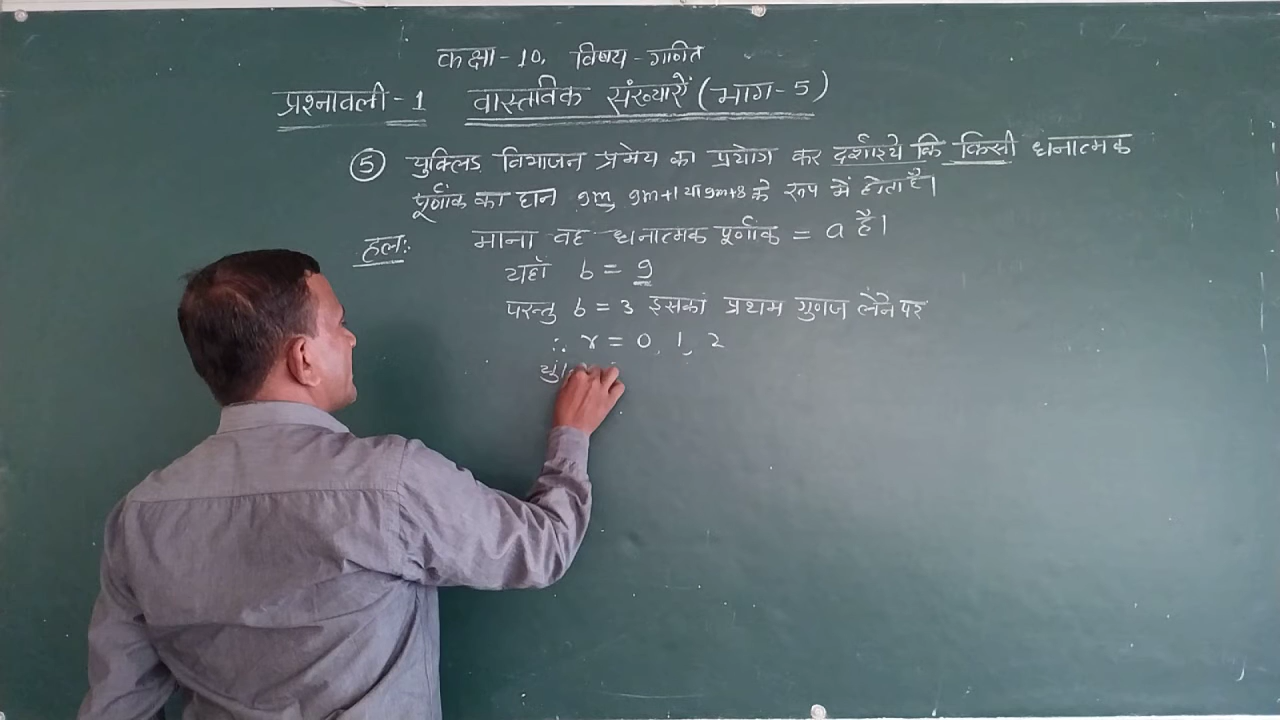 कक्षा-10, विषय-गणित
प्रश्नावली-1 वास्तविक संख्याएँ (भाग-5)
⑤ युक्लिड विभाजन प्रमेय का प्रयोग कर दर्शाइये कि किसी धनात्मक
पूर्णांक का घन 9m, 9m+1 या 9m+8 के रूप में होता है।
हल:- माना वह धनात्मक पूर्णांक = a है।
यहाँ b = 9
परन्तु b = 3 इसका प्रथम गुणज लेने पर
∴ r = 0, 1, 2